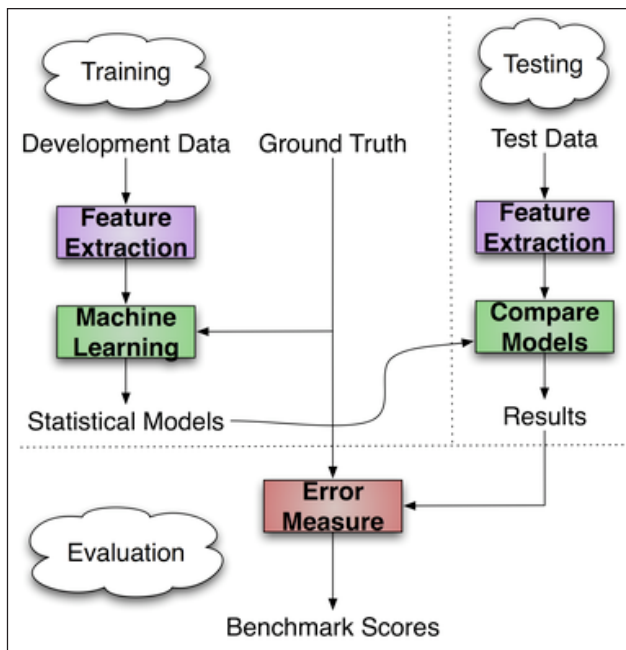 Training
Testing
Development Data
Ground Truth
Test Data
Feature
Extraction
Feature
Extraction
Machine
Learning
Compare
Models
Statistical Models
Results
Error
Measure
Evaluation
Benchmark Scores